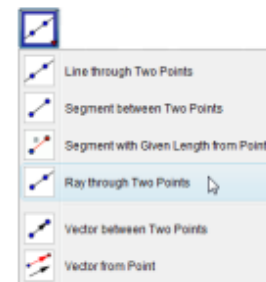 Line through Two Points
Segment between Two Points
Segment with Given Length from Point
Ray through Two Points
Vector between Two Points
Vector from Point